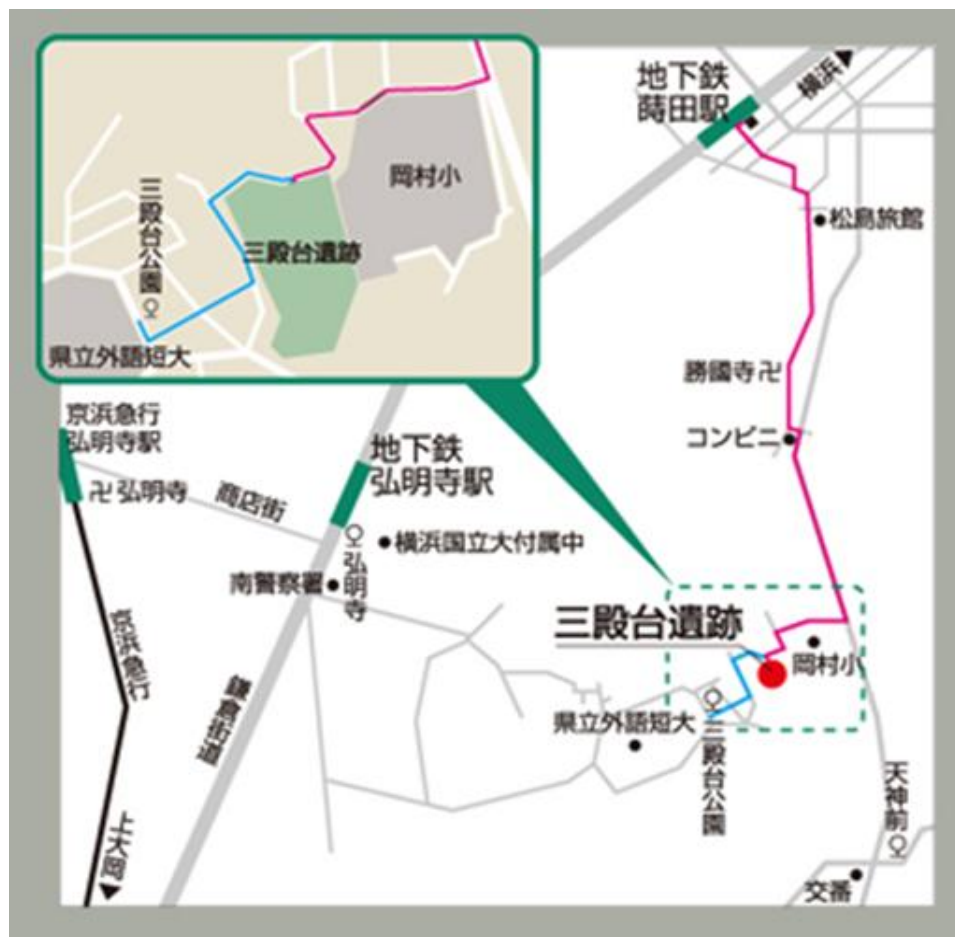 岡村小
三殿台公園
三殿台遺跡
県立外語短大
地下鉄
蒔田駅
横浜
松島旅館
勝國寺卍
コンビニ
京浜急行
弘明寺駅
卍弘明寺
商店街
地下鉄
弘明寺駅
横浜国立大付属中
弘明寺
南警察署
京浜急行
鎌倉街道
上大岡
三殿台遺跡
岡村小
県立外語短大
三殿台公園
天神前
交番